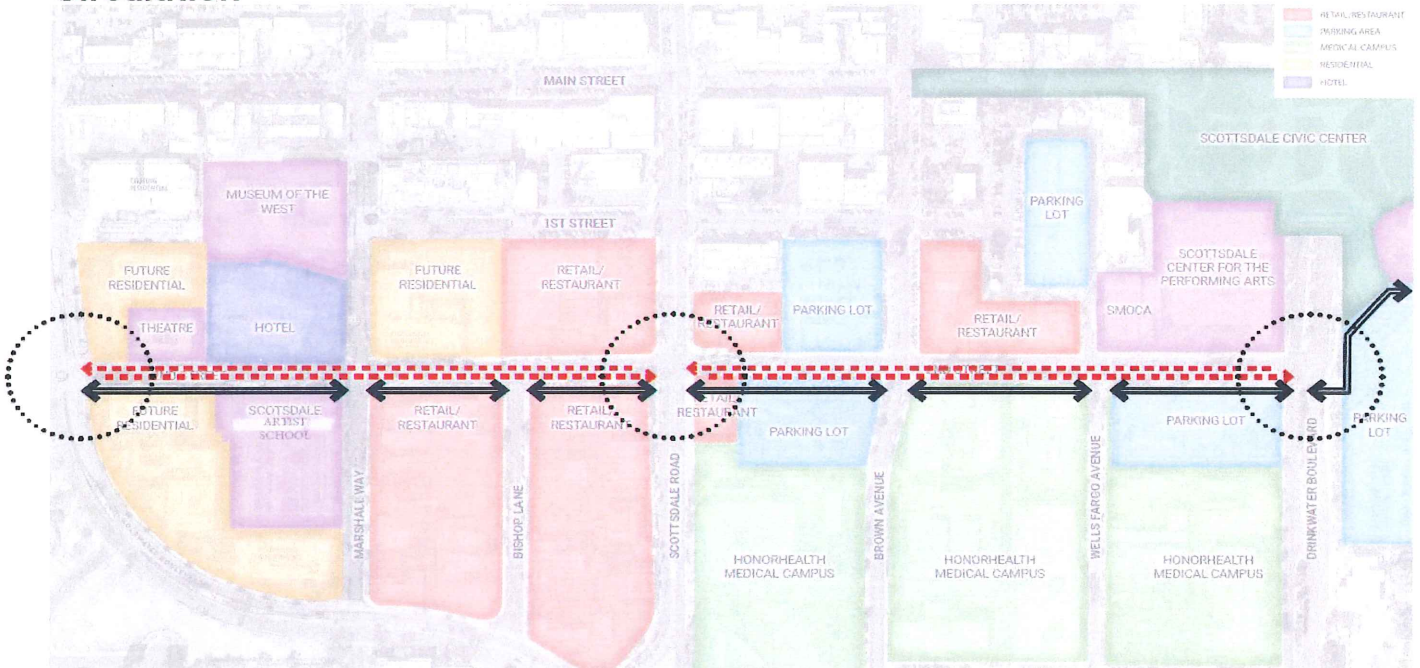 RETAIL/RESTAURANT
PARKING AREA
MEDICAL CAMPUS
RESIDENTIAL
HOTEL
MAIN STREET
SCOTTSDALE CIVIC CENTER
MUSEUM OF THE
WEST
PARKING
LOT
1ST STREET
FUTURE
RESIDENTIAL
FUTURE
RESIDENTIAL
RETAIL/
RESTAURANT
SCOTTSDALE
CENTER FOR THE
PERFORMING ARTS
THEATRE
HOTEL
RETAIL/
RESTAURANT
PARKING LOT
RETAIL/
RESTAURANT
SMOCA
FUTURE
RESIDENTIAL
SCOTSDALE
ARTIST
SCHOOL
RETAIL/
RESTAURANT
RETAIL/
RESTAURANT
RETAIL/
RESTAURANT
PARKING LOT
PARKING LOT
PARKING
LOT
MARSHALE WAY
BISHOP LANE
SCOTTSDALE ROAD
BROWN AVENUE
WELLS FARGO AVENUE
DRINKWATER BOULEVARD
HONORHEALTH
MEDICAL CAMPUS
HONORHEALTH
MEDICAL CAMPUS
HONORHEALTH
MEDICAL CAMPUS